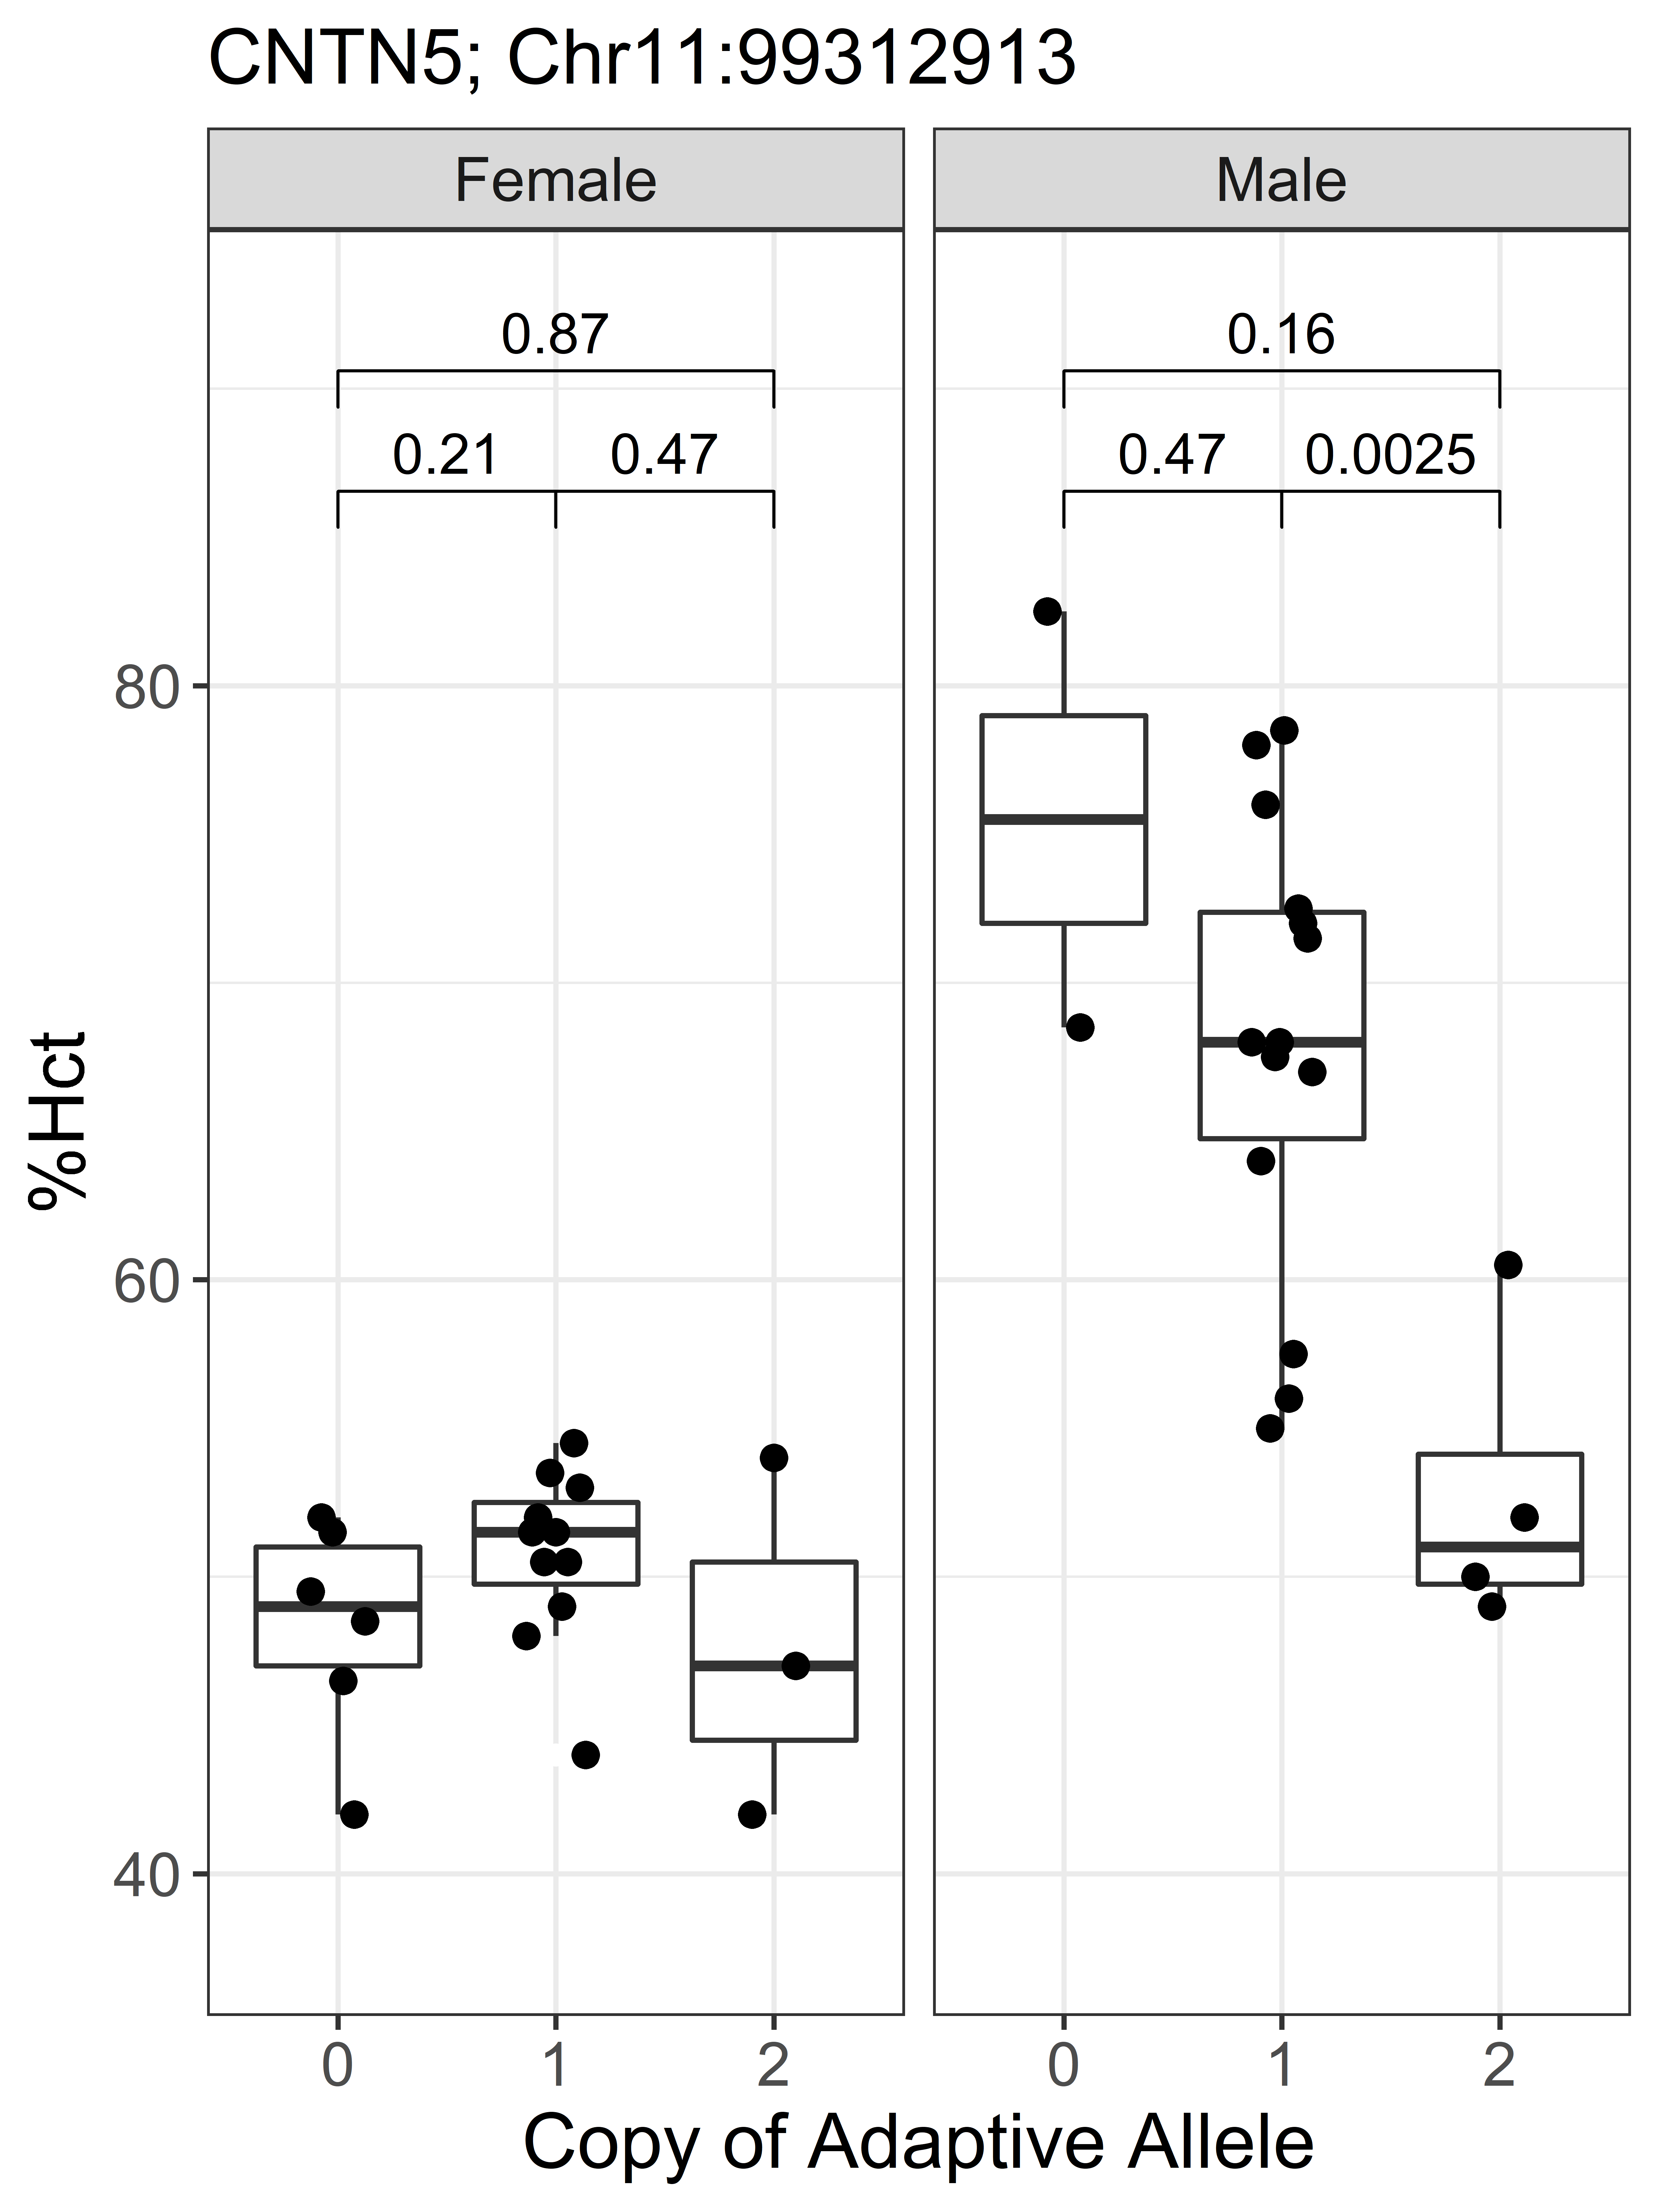 CNTN5; Chr11:99312913
Female Male
0.87 0.16
0.21 0.47 0.47 0.0025
80
%Hct
60
40
0 1 2 0 1 2
Copy of Adaptive Allele